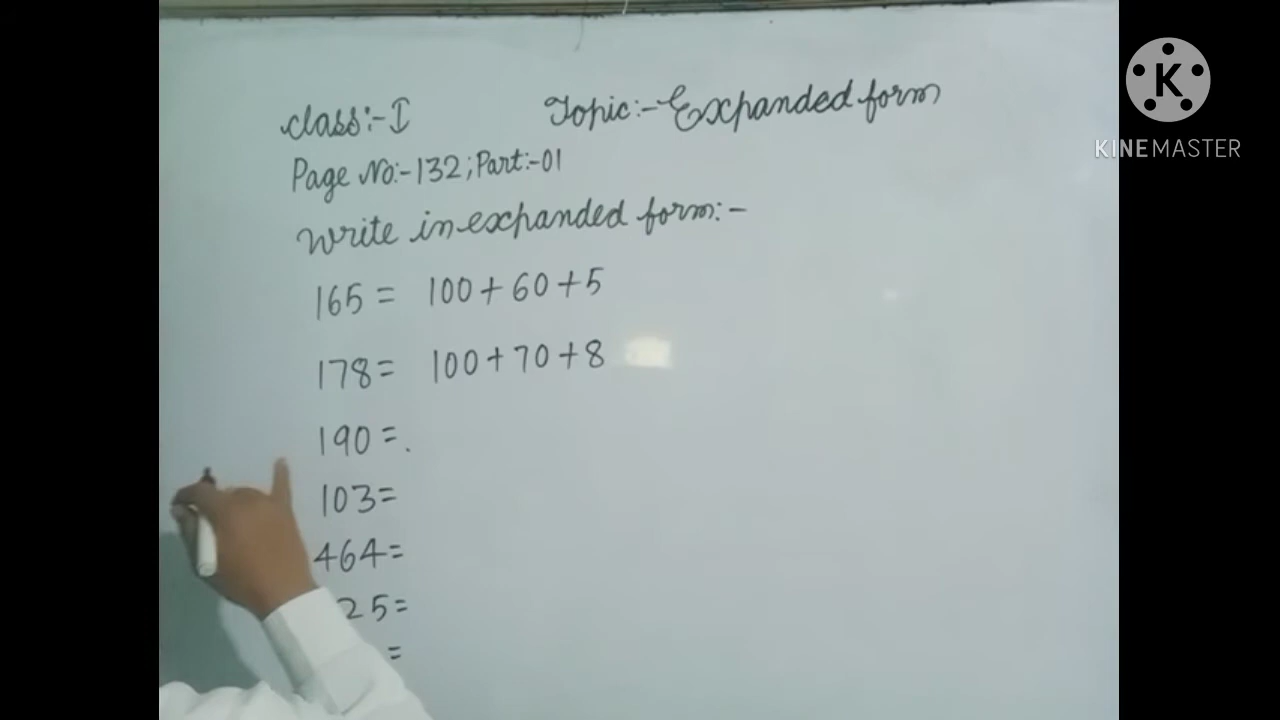 Class:- I Topic:- Expanded form
Page No:- 132; Part:-01
Write in expanded form:-
165 = 100 + 60 + 5
178 = 100 + 70 + 8
190 =
103 =
464 =
25 =
=
K
KINEMASTER